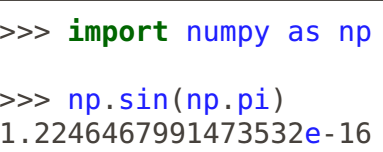 >>> import numpy as np
>>> np.sin(np.pi)
1.2246467991473532e-16